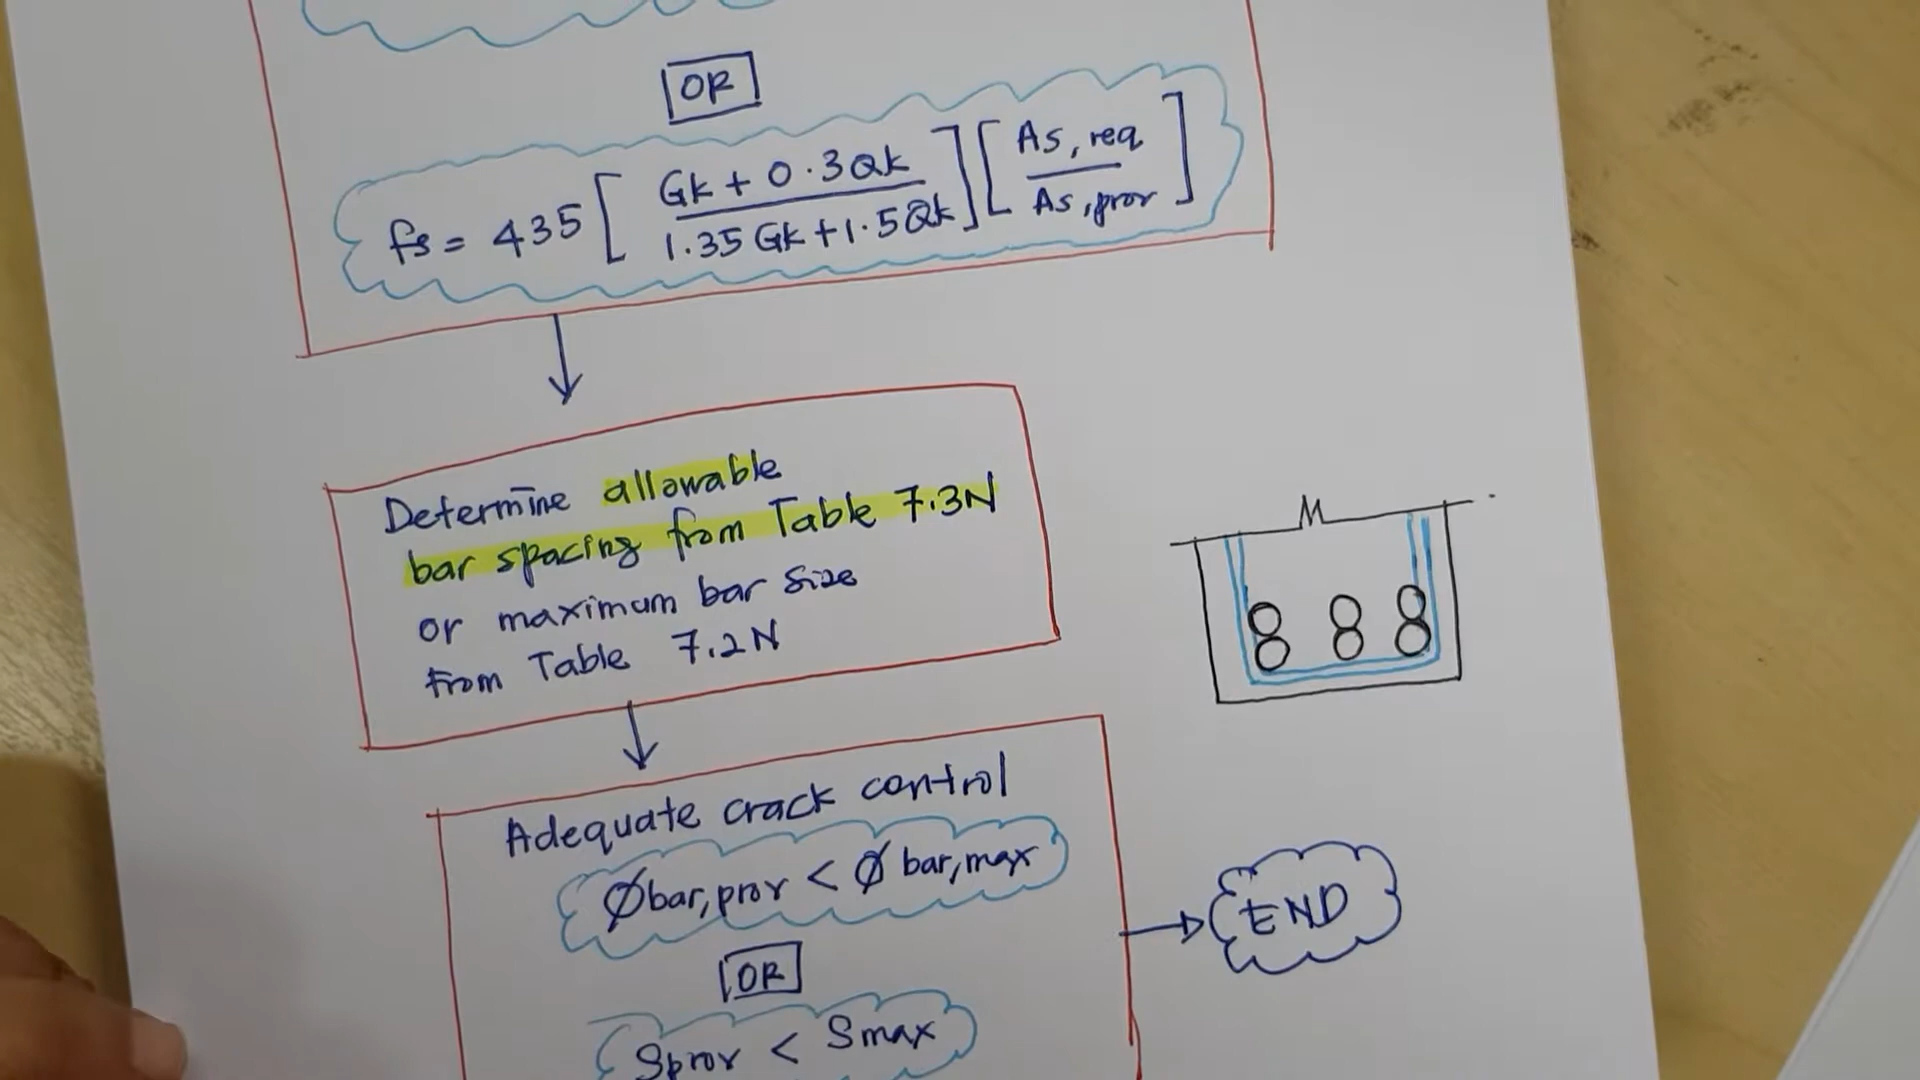 OR
fs = 435 [ Gk + 0.3Qk / 1.35 Gk + 1.5Qk ] [ As, req / As, prov ]
Determine allowable
bar spacing from Table 7.3N
or maximum bar size
from Table 7.2N
Adequate crack control
Øbar, prov < Ø bar, max
OR
Sprov < Smax
END